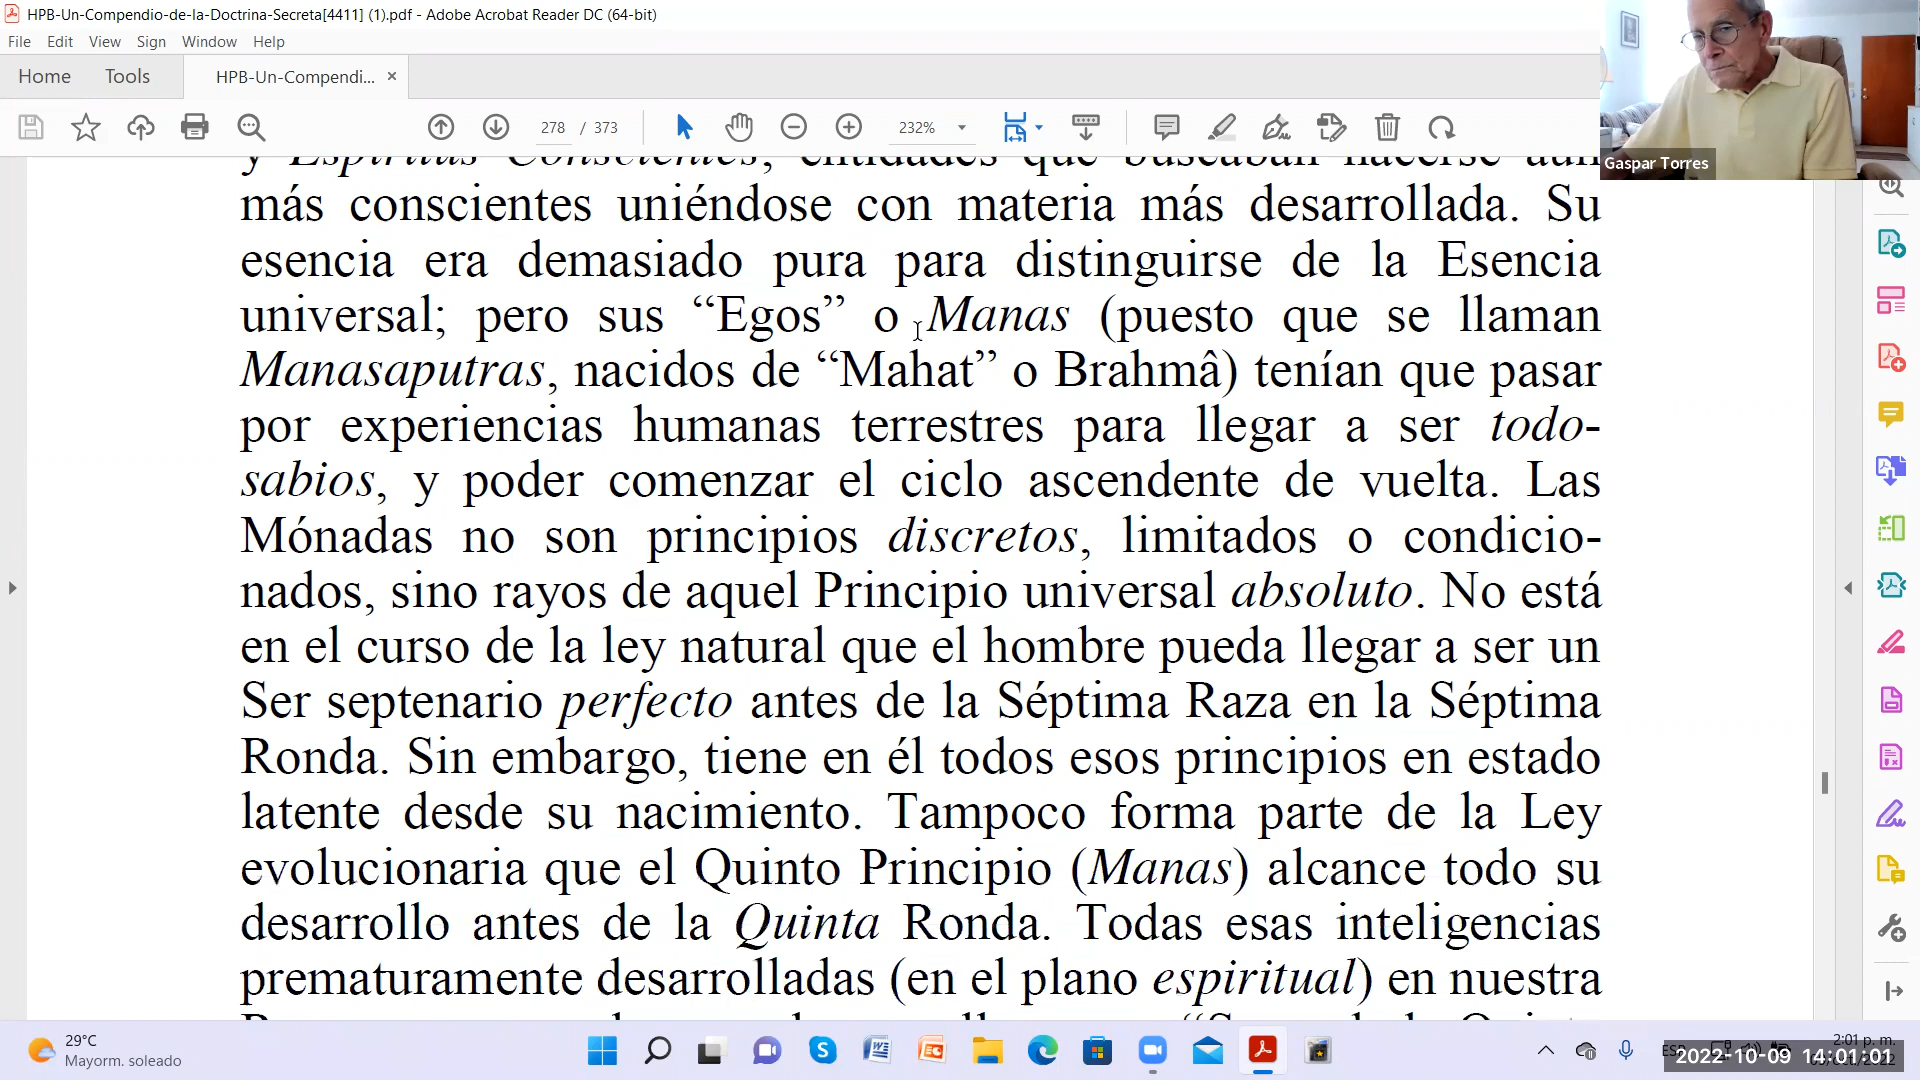 HPB-Un-Compendio-de-la-Doctrina-Secreta[4411] (1).pdf - Adobe Acrobat Reader DC (64-bit)
File Edit View Sign Window Help
Home Tools HPB-Un-Compendi... ×
278 / 373 232%
Gaspar Torres
y Espíritus Conscientes, entidades que buscaban hacerse aún
más conscientes uniéndose con materia más desarrollada. Su
esencia era demasiado pura para distinguirse de la Esencia
universal; pero sus “Egos” o Manas (puesto que se llaman
Manasaputras, nacidos de “Mahat” o Brahmâ) tenían que pasar
por experiencias humanas terrestres para llegar a ser todo-
sabios, y poder comenzar el ciclo ascendente de vuelta. Las
Mónadas no son principios discretos, limitados o condicio-
nados, sino rayos de aquel Principio universal absoluto. No está
en el curso de la ley natural que el hombre pueda llegar a ser un
Ser septenario perfecto antes de la Séptima Raza en la Séptima
Ronda. Sin embargo, tiene en él todos esos principios en estado
latente desde su nacimiento. Tampoco forma parte de la Ley
evolucionaria que el Quinto Principio (Manas) alcance todo su
desarrollo antes de la Quinta Ronda. Todas esas inteligencias
prematuramente desarrolladas (en el plano espiritual) en nuestra
29°C
Mayorm. soleado
2:01 p. m.
2022-10-09 14:01:01